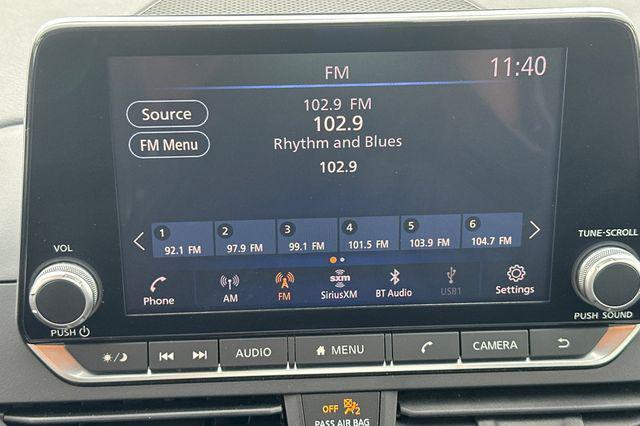 FM
11:40
Source
FM Menu
102.9 FM
102.9
Rhythm and Blues
102.9
1
92.1 FM
2
97.9 FM
3
99.1 FM
4
101.5 FM
5
103.9 FM
6
104.7 FM
Phone
AM
FM
sxm
SiriusXM
BT Audio
USB1
Settings
VOL
PUSH
TUNE-SCROLL
PUSH SOUND
AUDIO
MENU
CAMERA
OFF 2
PASS AIR BAG